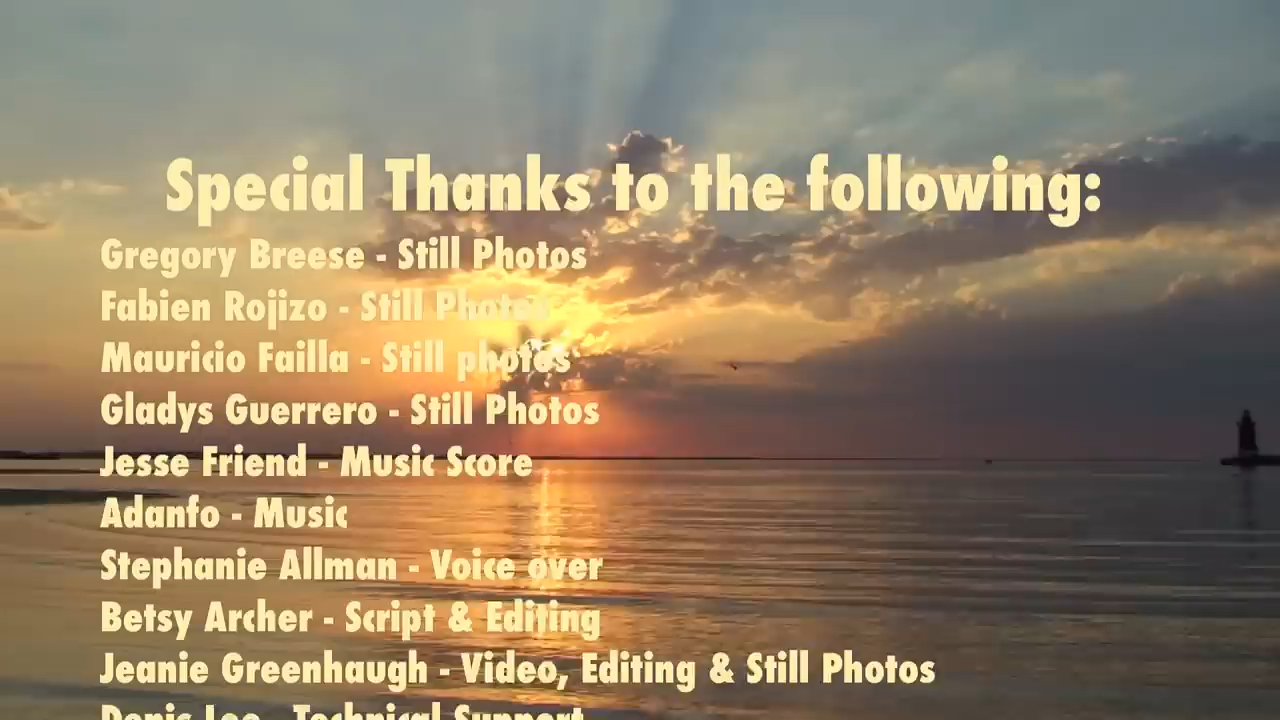 Special Thanks to the following:
Gregory Breese - Still Photos
Fabien Rojizo - Still Photos
Mauricio Failla - Still photos
Gladys Guerrero - Still Photos
Jesse Friend - Music Score
Adanfo - Music
Stephanie Allman - Voice over
Betsy Archer - Script & Editing
Jeanie Greenhaugh - Video, Editing & Still Photos
- Technical Support